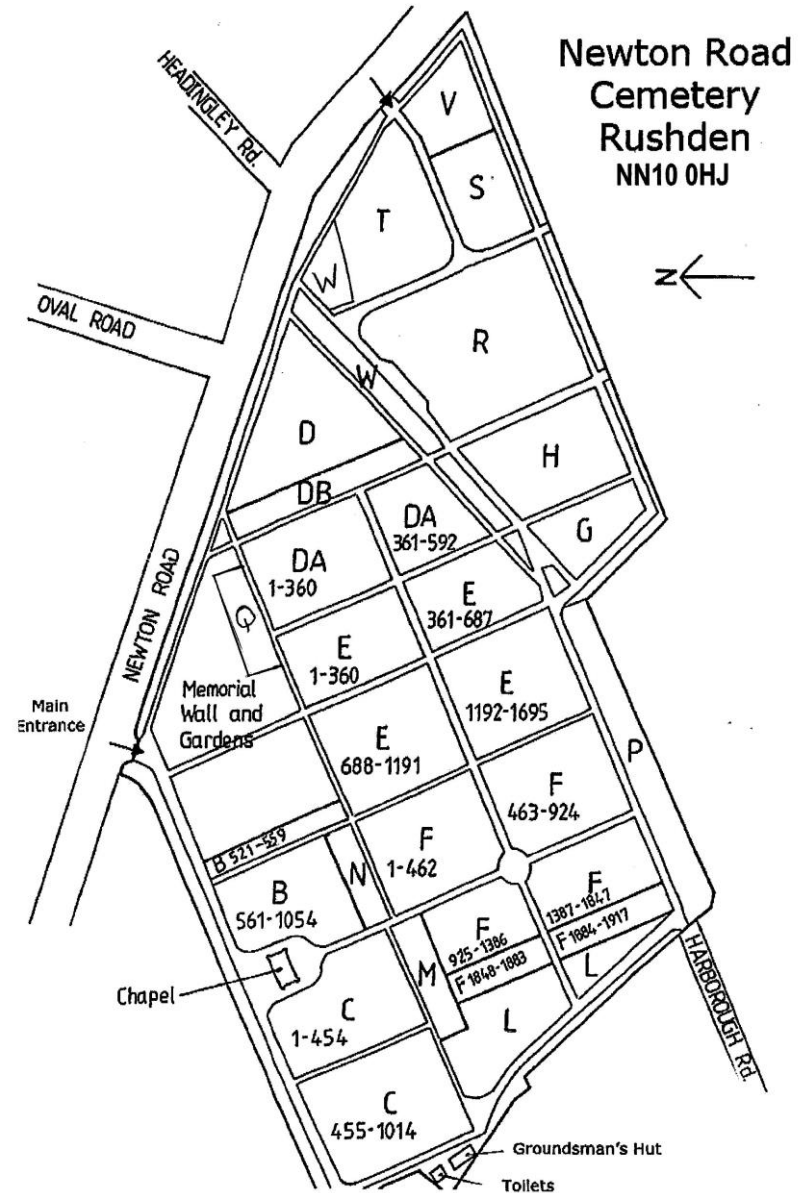 Newton Road
Cemetery
Rushden
NN10 0HJ
HEADINGLEY Rd.
V
S
T
W
N
OVAL ROAD
R
W
D
H
DB
DA
361-592
G
DA
1-360
E
361-687
Q
NEWTON ROAD
E
1-360
Memorial
Wall and
Gardens
Main
Entrance
E
1192-1695
E
688-1191
P
F
463-924
B 521-559
F
1-462
N
B
561-1054
F
1387-1847
F
925-1386
F 1884-1917
F 1848-1883
L
M
HARBOROUGH Rd.
Chapel
C
1-454
L
C
455-1014
Groundsman's Hut
Toilets